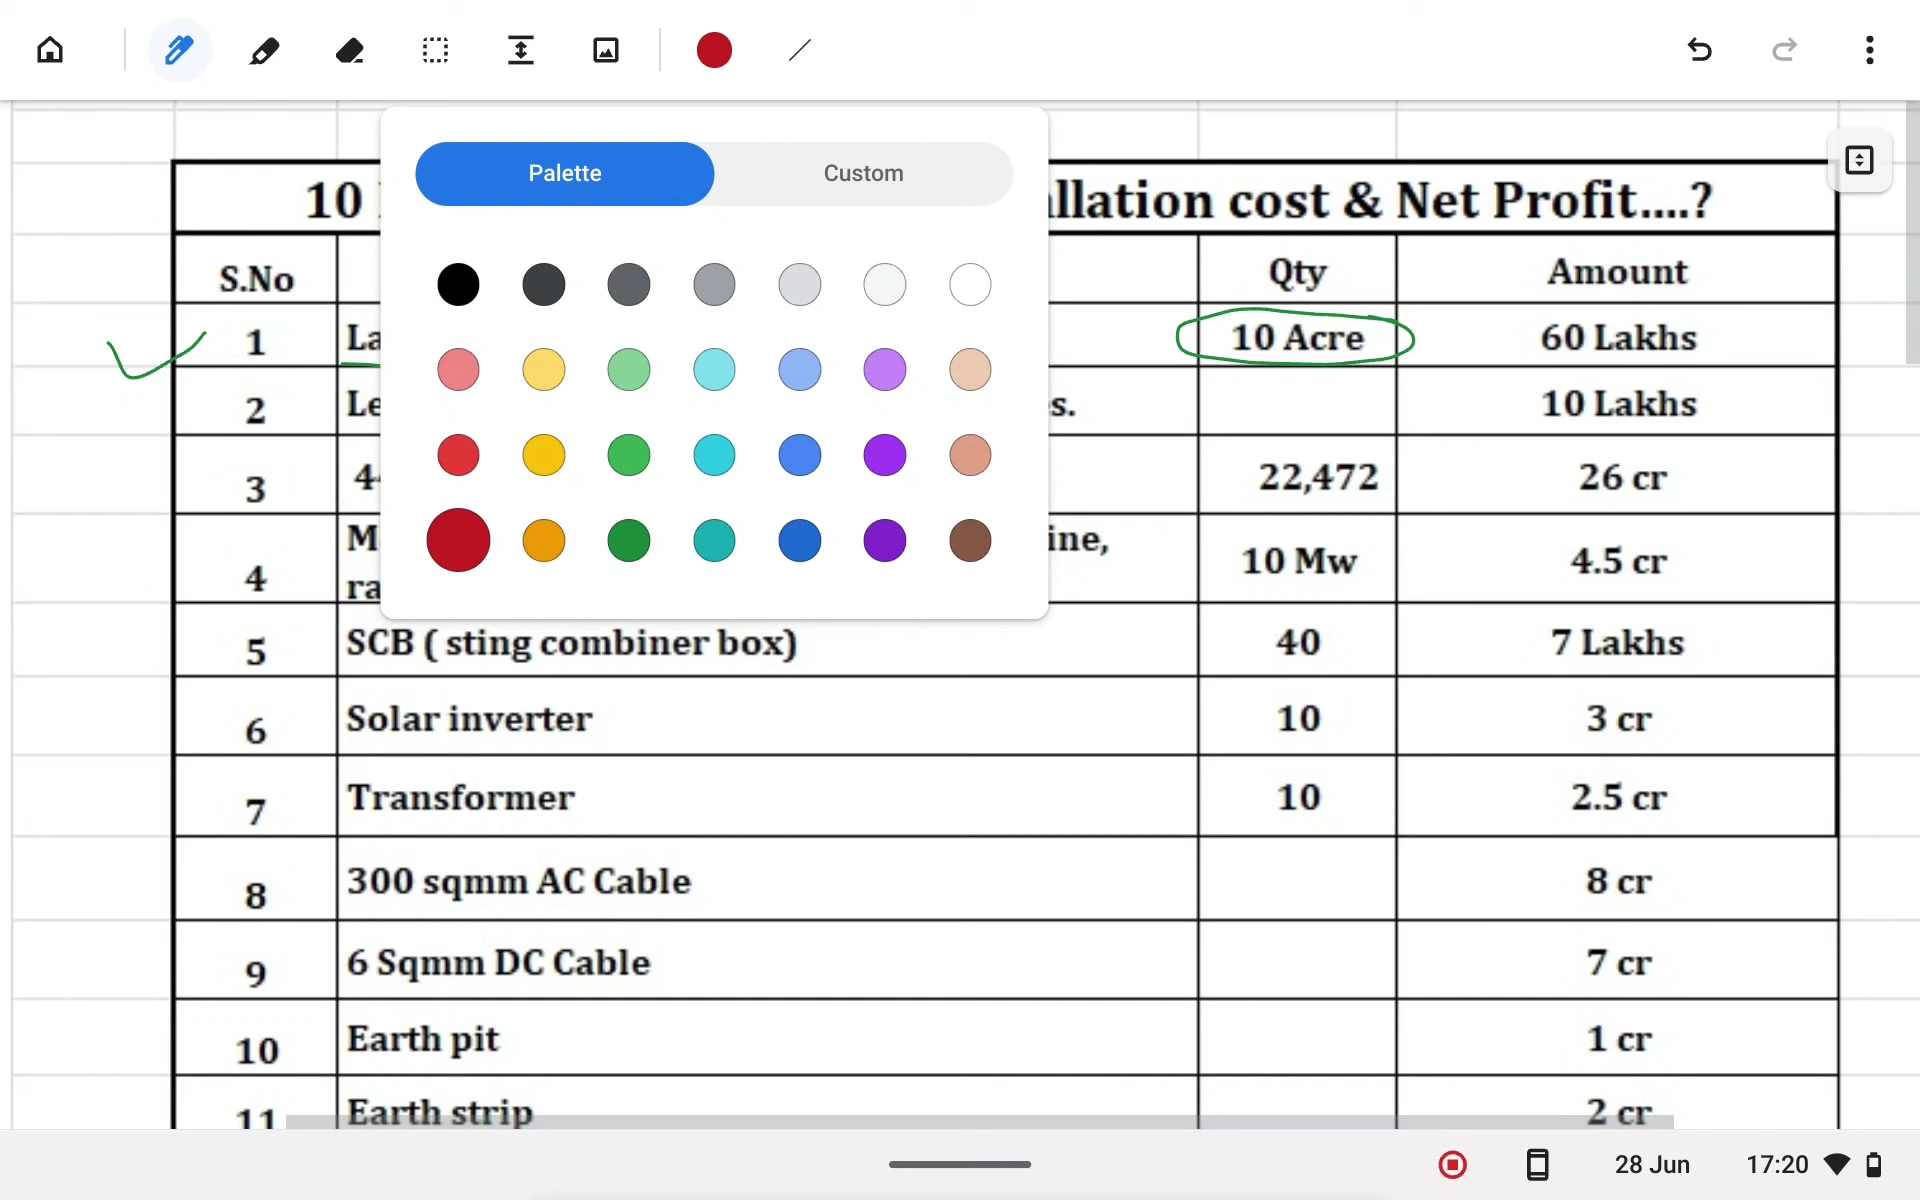 Palette Custom
10 llation cost & Net Profit....?
S.No Qty Amount
1 La 10 Acre 60 Lakhs
2 Le s. 10 Lakhs
3 4 22,472 26 cr
4 M ine, ra 10 Mw 4.5 cr
5 SCB ( sting combiner box) 40 7 Lakhs
6 Solar inverter 10 3 cr
7 Transformer 10 2.5 cr
8 300 sqmm AC Cable 8 cr
9 6 Sqmm DC Cable 7 cr
10 Earth pit 1 cr
11 Earth strip 2 cr
28 Jun 17:20